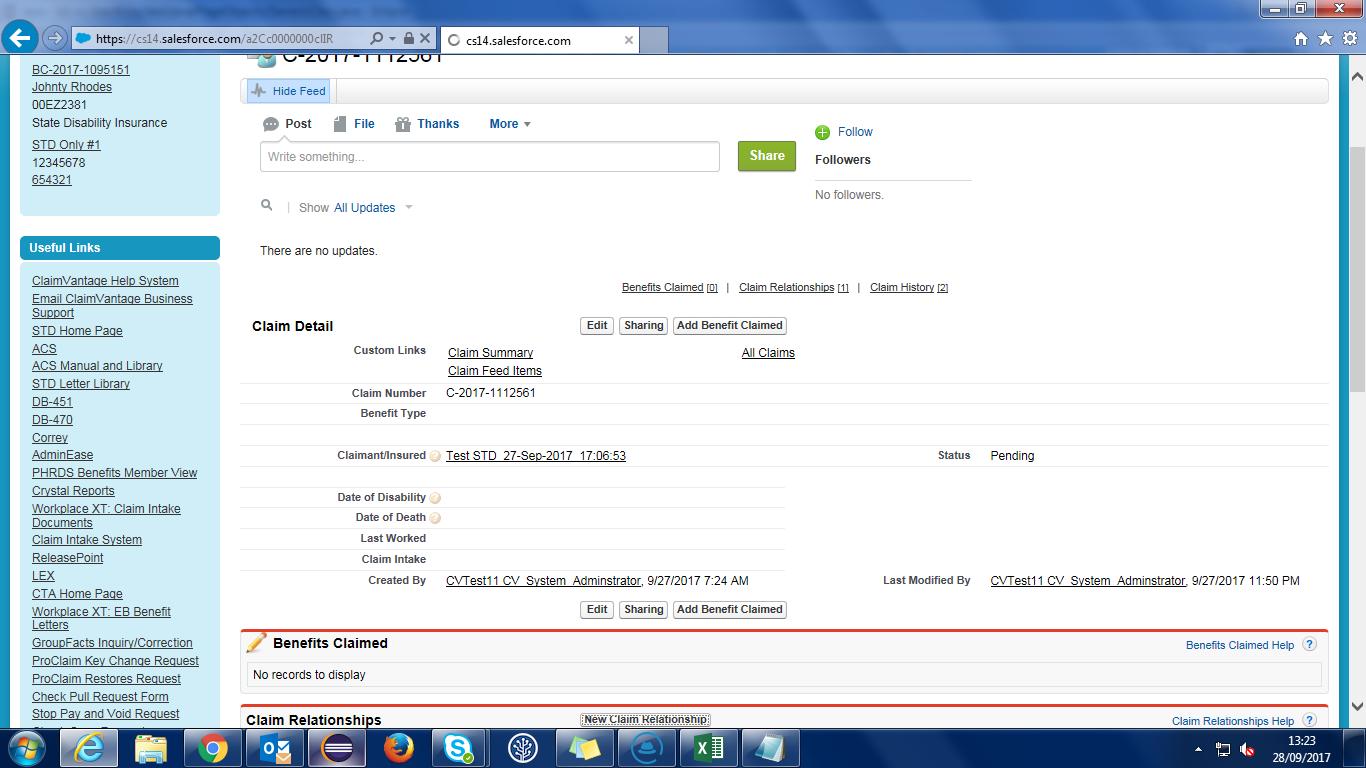 https://cs14.salesforce.com/a2Cc0000000cIIR
cs14.salesforce.com
C-2017-1112561
BC-2017-1095151
Johnty Rhodes
00EZ2381
State Disability Insurance
STD Only #1
12345678
654321
Hide Feed
Post File Thanks More
Write something...
Share
Follow
Followers
No followers.
Show All Updates
There are no updates.
Useful Links
ClaimVantage Help System
Email ClaimVantage Business
Support
STD Home Page
ACS
ACS Manual and Library
STD Letter Library
DB-451
DB-470
Correy
AdminEase
PHRDS Benefits Member View
Crystal Reports
Workplace XT: Claim Intake
Documents
Claim Intake System
ReleasePoint
LEX
CTA Home Page
Workplace XT: EB Benefit
Letters
GroupFacts Inquiry/Correction
ProClaim Key Change Request
ProClaim Restores Request
Check Pull Request Form
Stop Pay and Void Request
Benefits Claimed [0] | Claim Relationships [1] | Claim History [2]
Claim Detail Edit Sharing Add Benefit Claimed
Custom Links Claim Summary All Claims
Claim Feed Items
Claim Number C-2017-1112561
Benefit Type
Claimant/Insured Test STD_27-Sep-2017_17:06:53 Status Pending
Date of Disability
Date of Death
Last Worked
Claim Intake
Created By CVTest11 CV_System_Adminstrator, 9/27/2017 7:24 AM Last Modified By CVTest11 CV_System_Adminstrator, 9/27/2017 11:50 PM
Edit Sharing Add Benefit Claimed
Benefits Claimed Benefits Claimed Help ?
No records to display
Claim Relationships New Claim Relationship Claim Relationships Help ?
13:23
28/09/2017